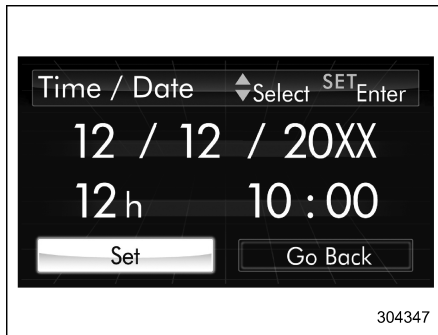 Time / Date Select SET Enter
12 / 12 / 20XX
12h 10:00
Set Go Back
304347